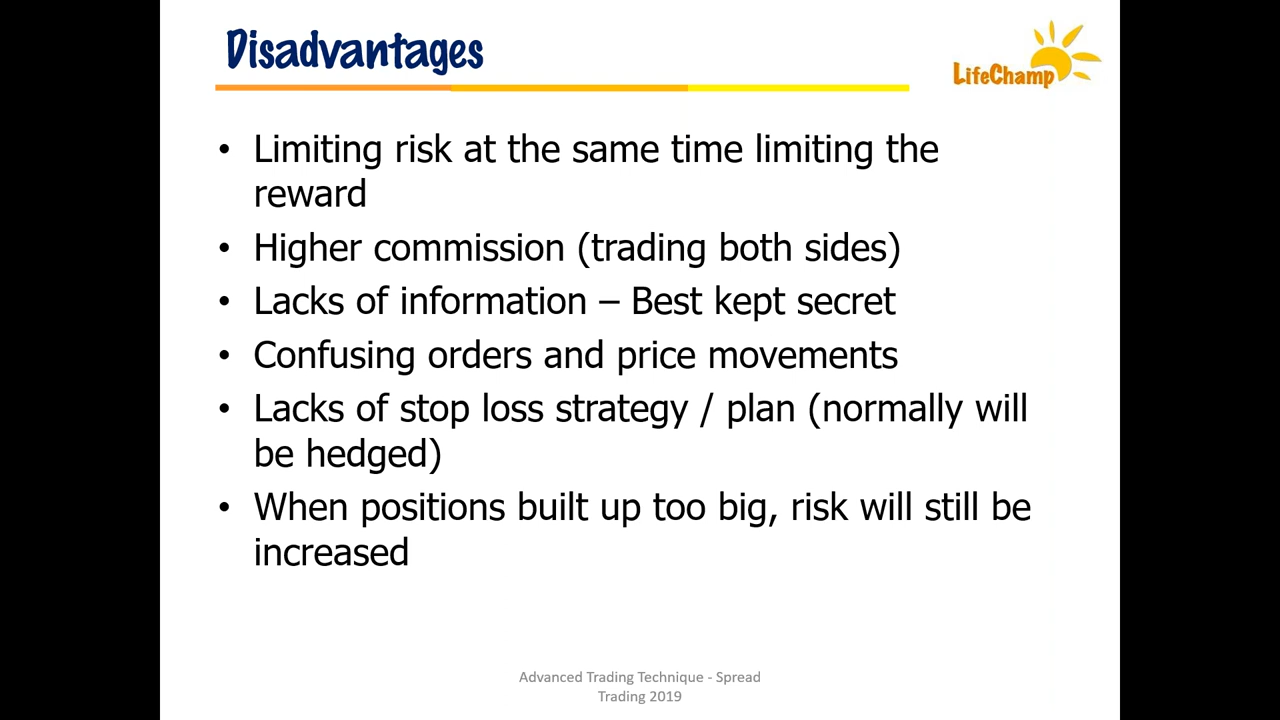 Disadvantages
LifeChamp
• Limiting risk at the same time limiting the
reward
• Higher commission (trading both sides)
• Lacks of information – Best kept secret
• Confusing orders and price movements
• Lacks of stop loss strategy / plan (normally will
be hedged)
• When positions built up too big, risk will still be
increased
Advanced Trading Technique - Spread
Trading 2019